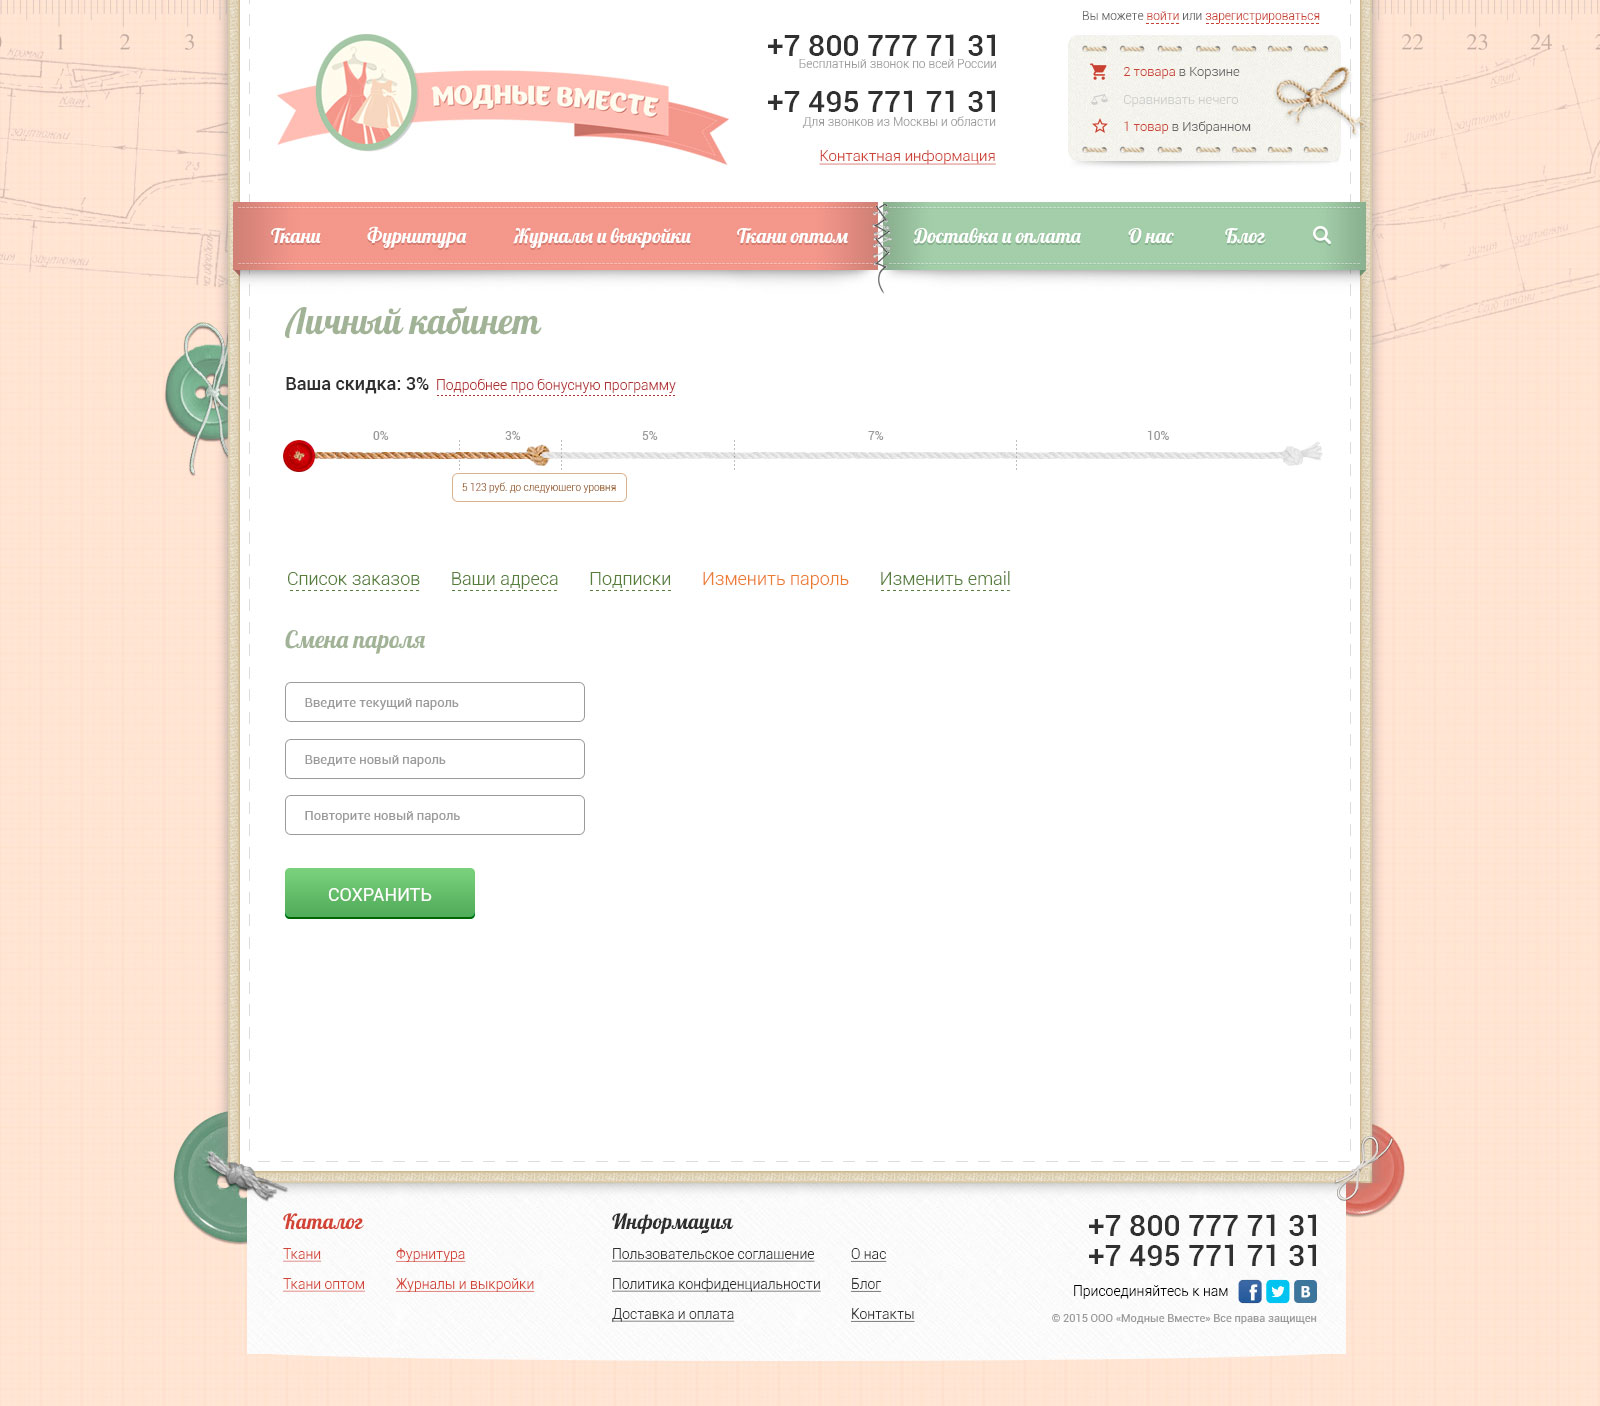 Вы можете войти или зарегистрироваться
1 2 3
22 23 24
МОДНЫЕ ВМЕСТЕ
+7 800 777 71 31
Бесплатный звонок по всей России
+7 495 771 71 31
Для звонков из Москвы и области
Контактная информация
2 товара в Корзине
Сравнивать нечего
1 товар в Избранном
Ткани Фурнитура Журналы и выкройки Ткани оптом Доставка и оплата О нас Блог
Личный кабинет
Ваша скидка: 3% Подробнее про бонусную программу
0% 3% 5% 7% 10%
5 123 руб. до следуюшего уровня
Список заказов Ваши адреса Подписки Изменить пароль Изменить email
Смена пароля
Введите текущий пароль
Введите новый пароль
Повторите новый пароль
СОХРАНИТЬ
Каталог
Ткани Фурнитура
Ткани оптом Журналы и выкройки
Информация
Пользовательское соглашение О нас
Политика конфиденциальности Блог
Доставка и оплата Контакты
+7 800 777 71 31
+7 495 771 71 31
Присоединяйтесь к нам
© 2015 ООО «Модные Вместе» Все права защищен